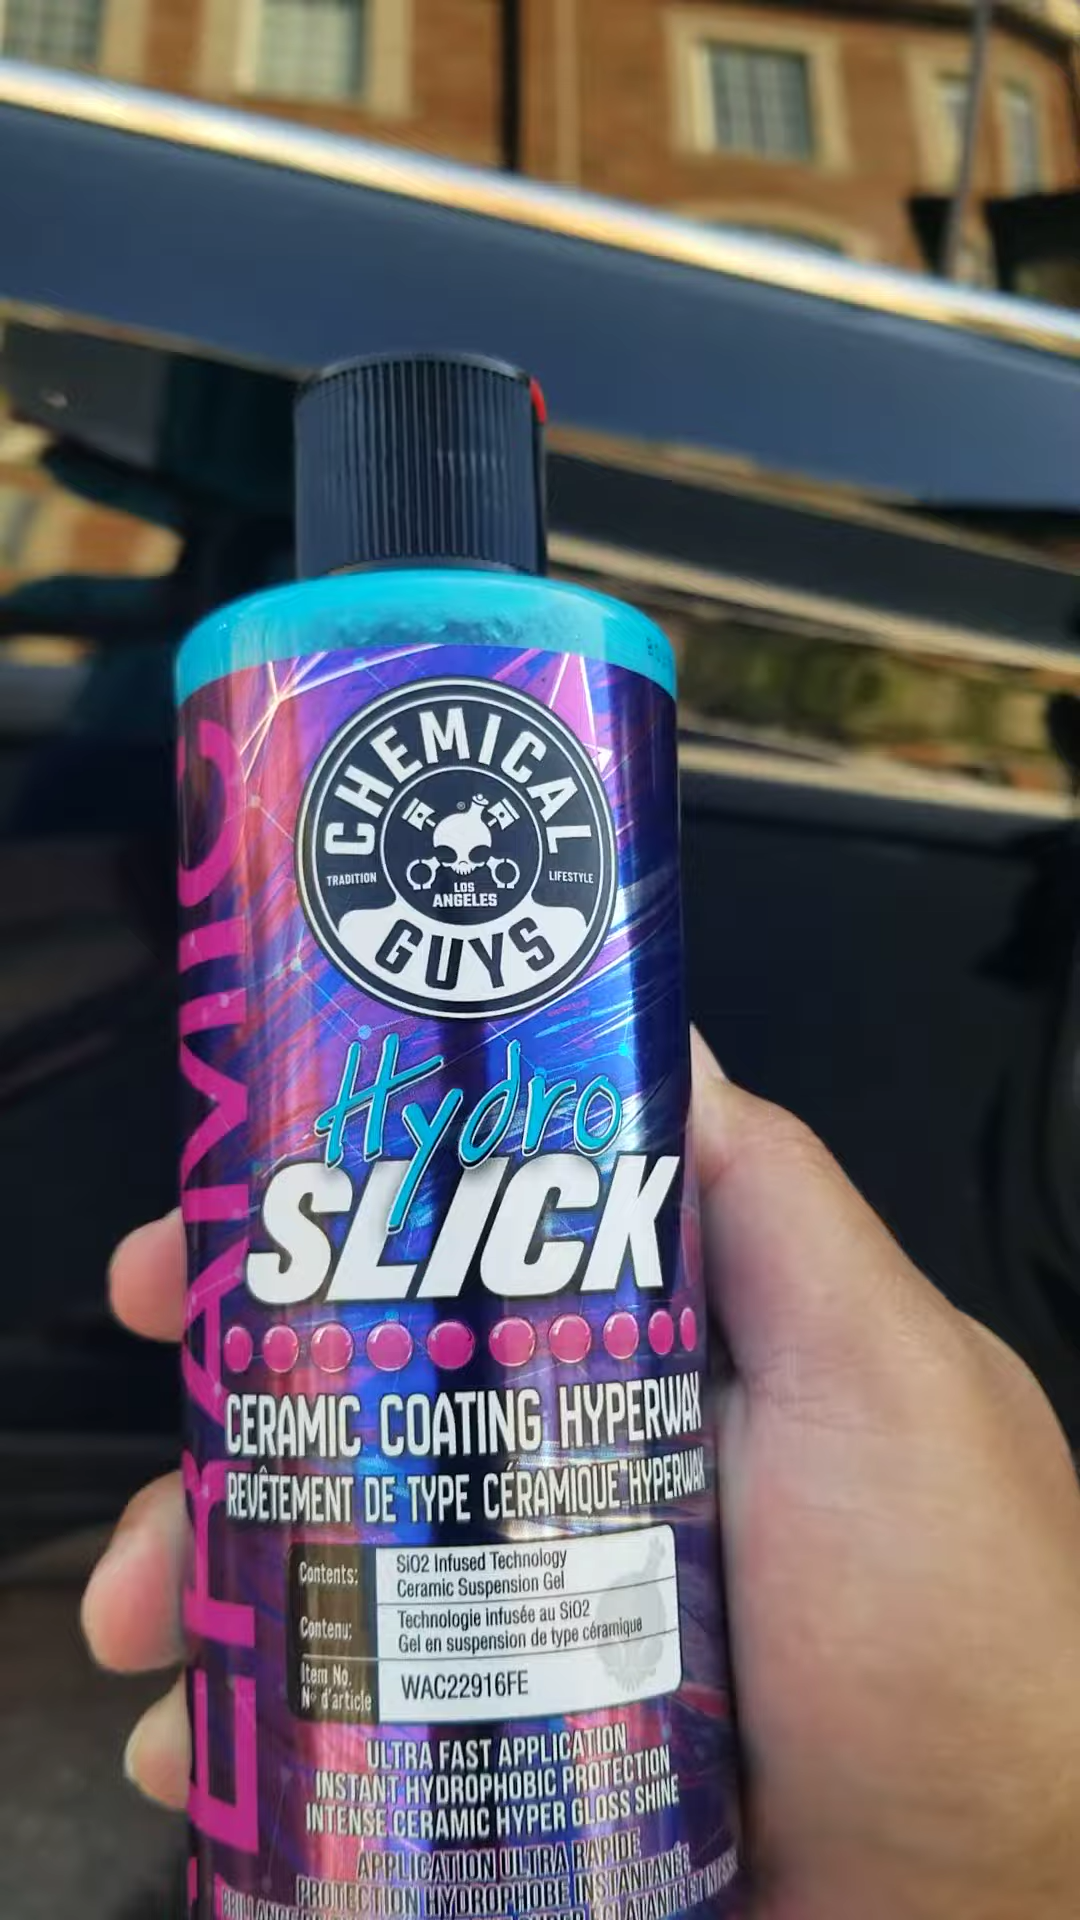 CHEMICAL
TRADITION
LIFESTYLE
®
LOS
ANGELES
GUYS
CERAMIC
Hydro
SLICK
CERAMIC COATING HYPERWAX
REVÊTEMENT DE TYPE CÉRAMIQUE HYPERWAX
Contents:
SiO2 Infused Technology
Ceramic Suspension Gel
Contenu:
Technologie infusée au SiO2
Gel en suspension de type céramique
Item No.
N° d'article
WAC22916FE
ULTRA FAST APPLICATION
INSTANT HYDROPHOBIC PROTECTION
INTENSE CERAMIC HYPER GLOSS SHINE
APPLICATION ULTRA RAPIDE
PROTECTION HYDROPHOBE INSTANTANÉE